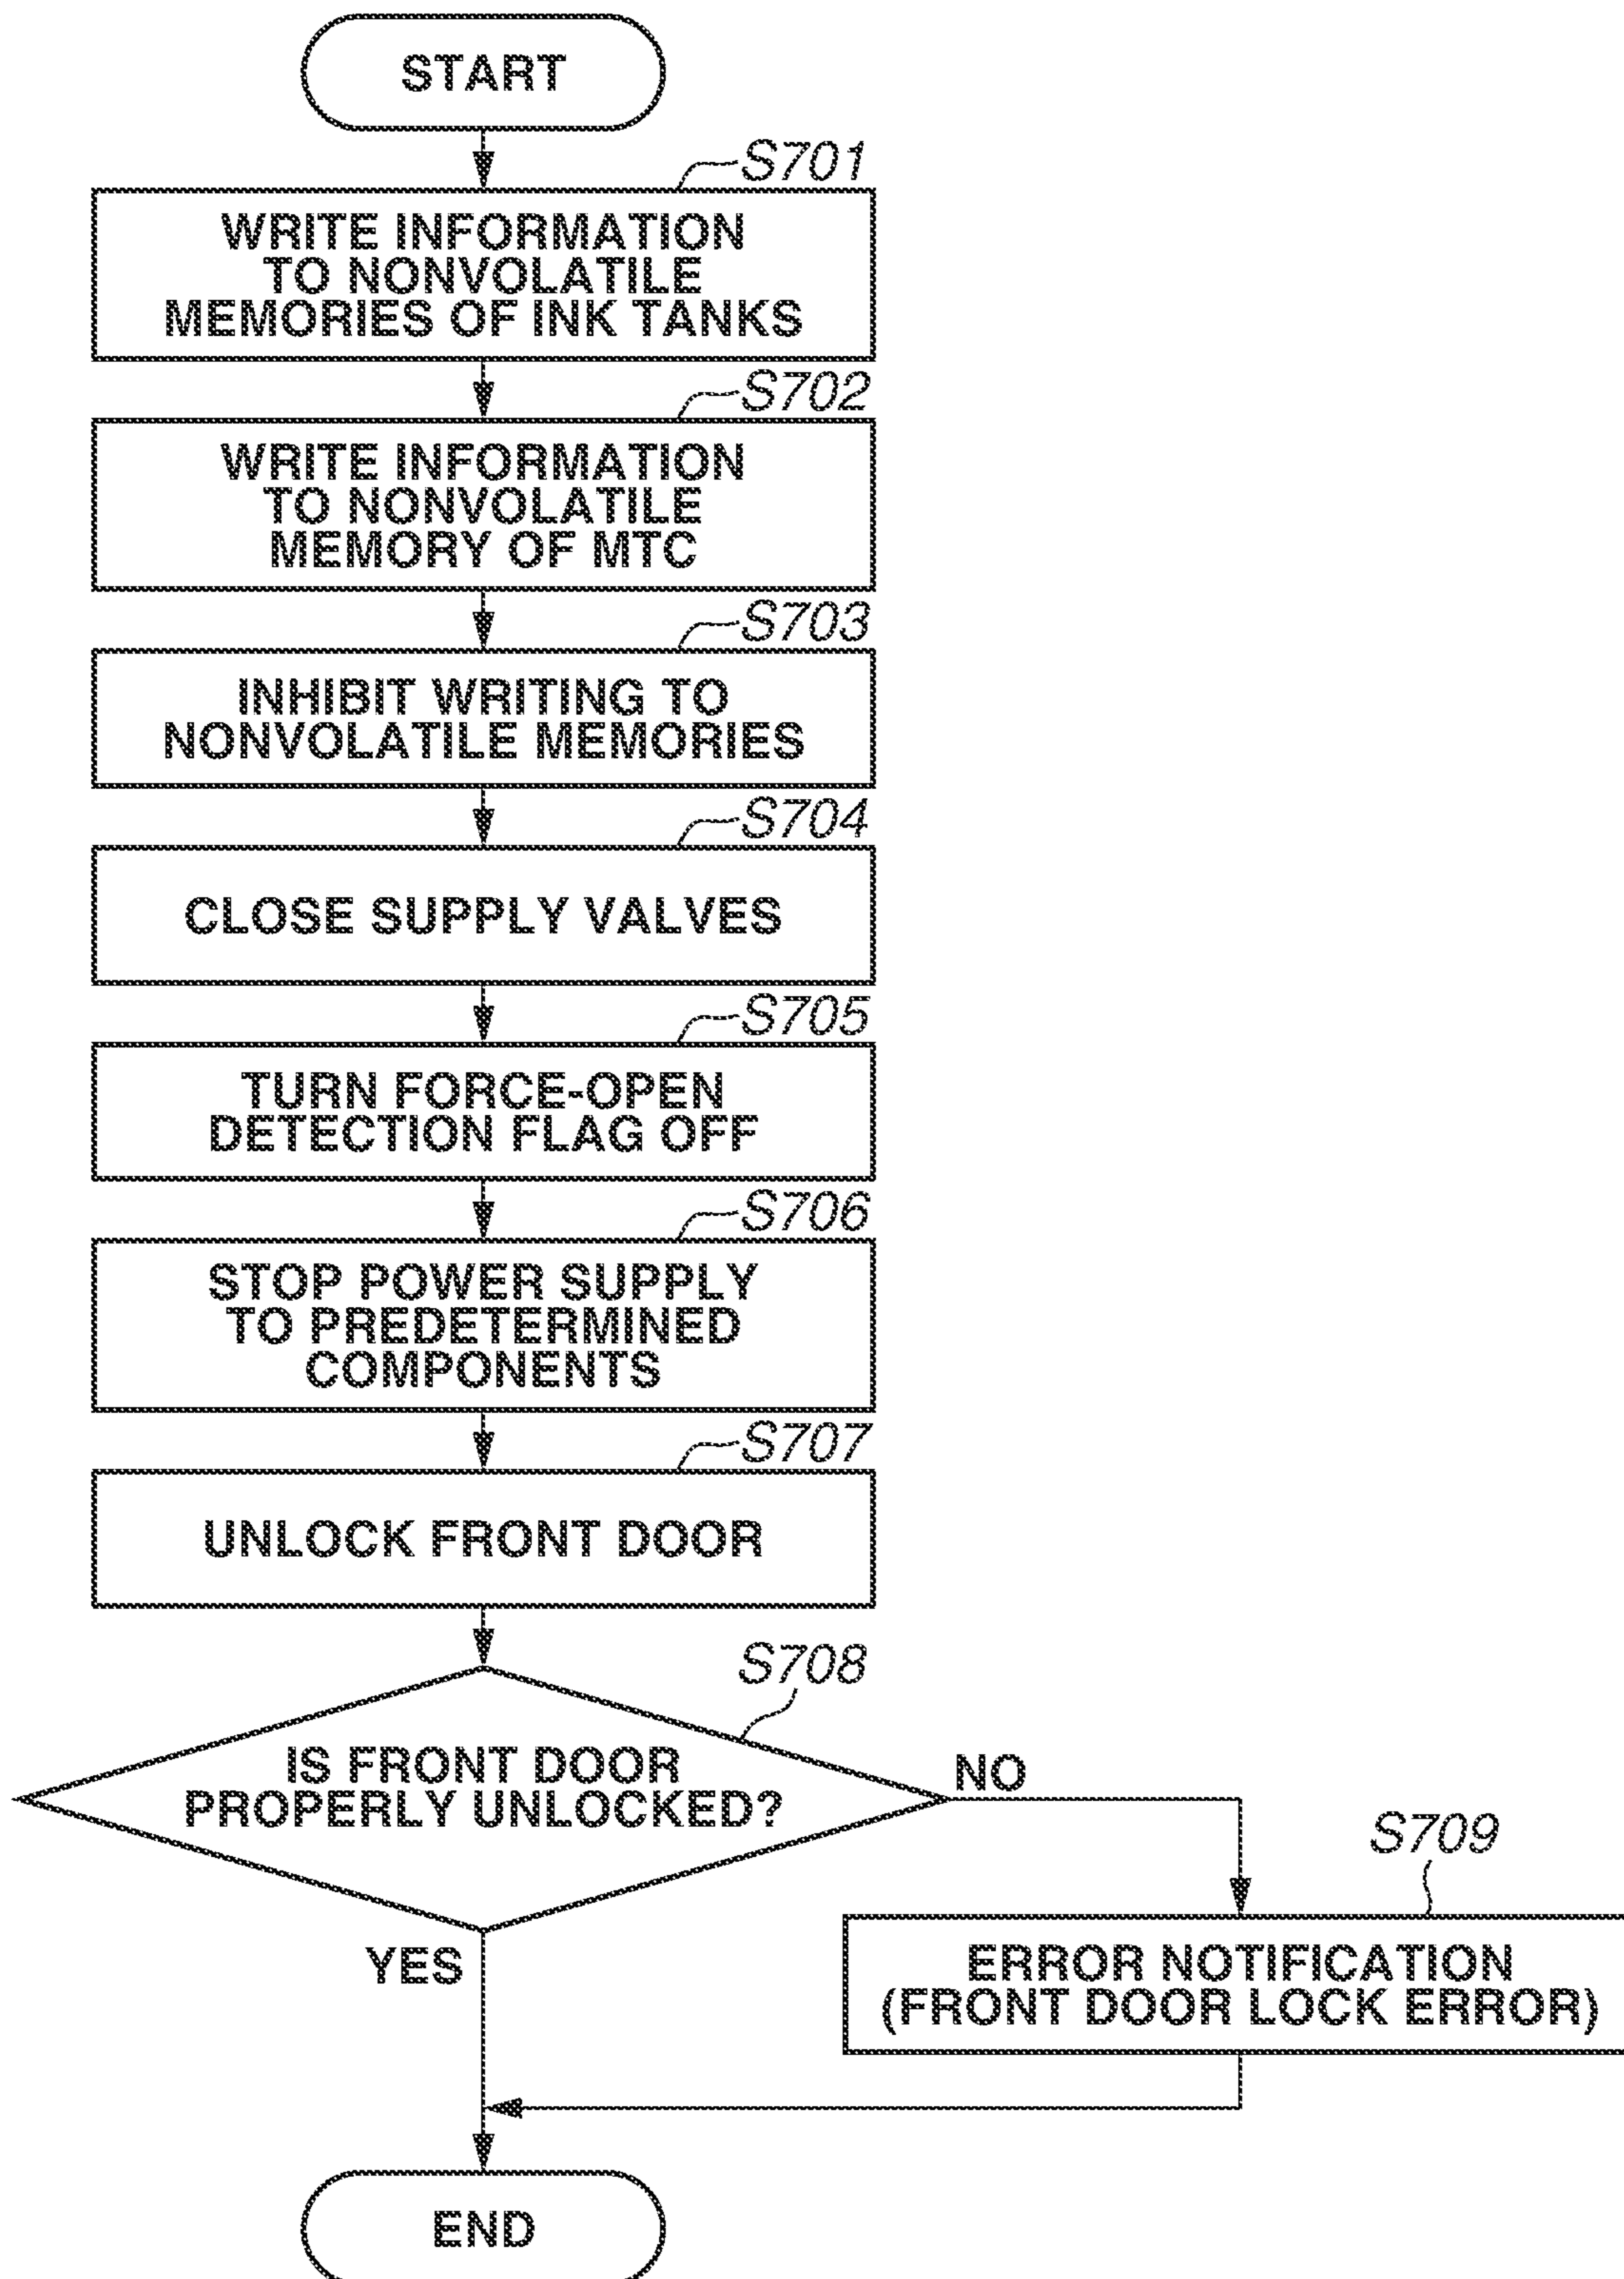 START
S701
WRITE INFORMATION
TO NONVOLATILE
MEMORIES OF INK TANKS
S702
WRITE INFORMATION
TO NONVOLATILE
MEMORY OF MTC
S703
INHIBIT WRITING TO
NONVOLATILE MEMORIES
S704
CLOSE SUPPLY VALVES
S705
TURN FORCE-OPEN
DETECTION FLAG OFF
S706
STOP POWER SUPPLY
TO PREDETERMINED
COMPONENTS
S707
UNLOCK FRONT DOOR
S708
IS FRONT DOOR
PROPERLY UNLOCKED?
NO
S709
ERROR NOTIFICATION
(FRONT DOOR LOCK ERROR)
YES
END